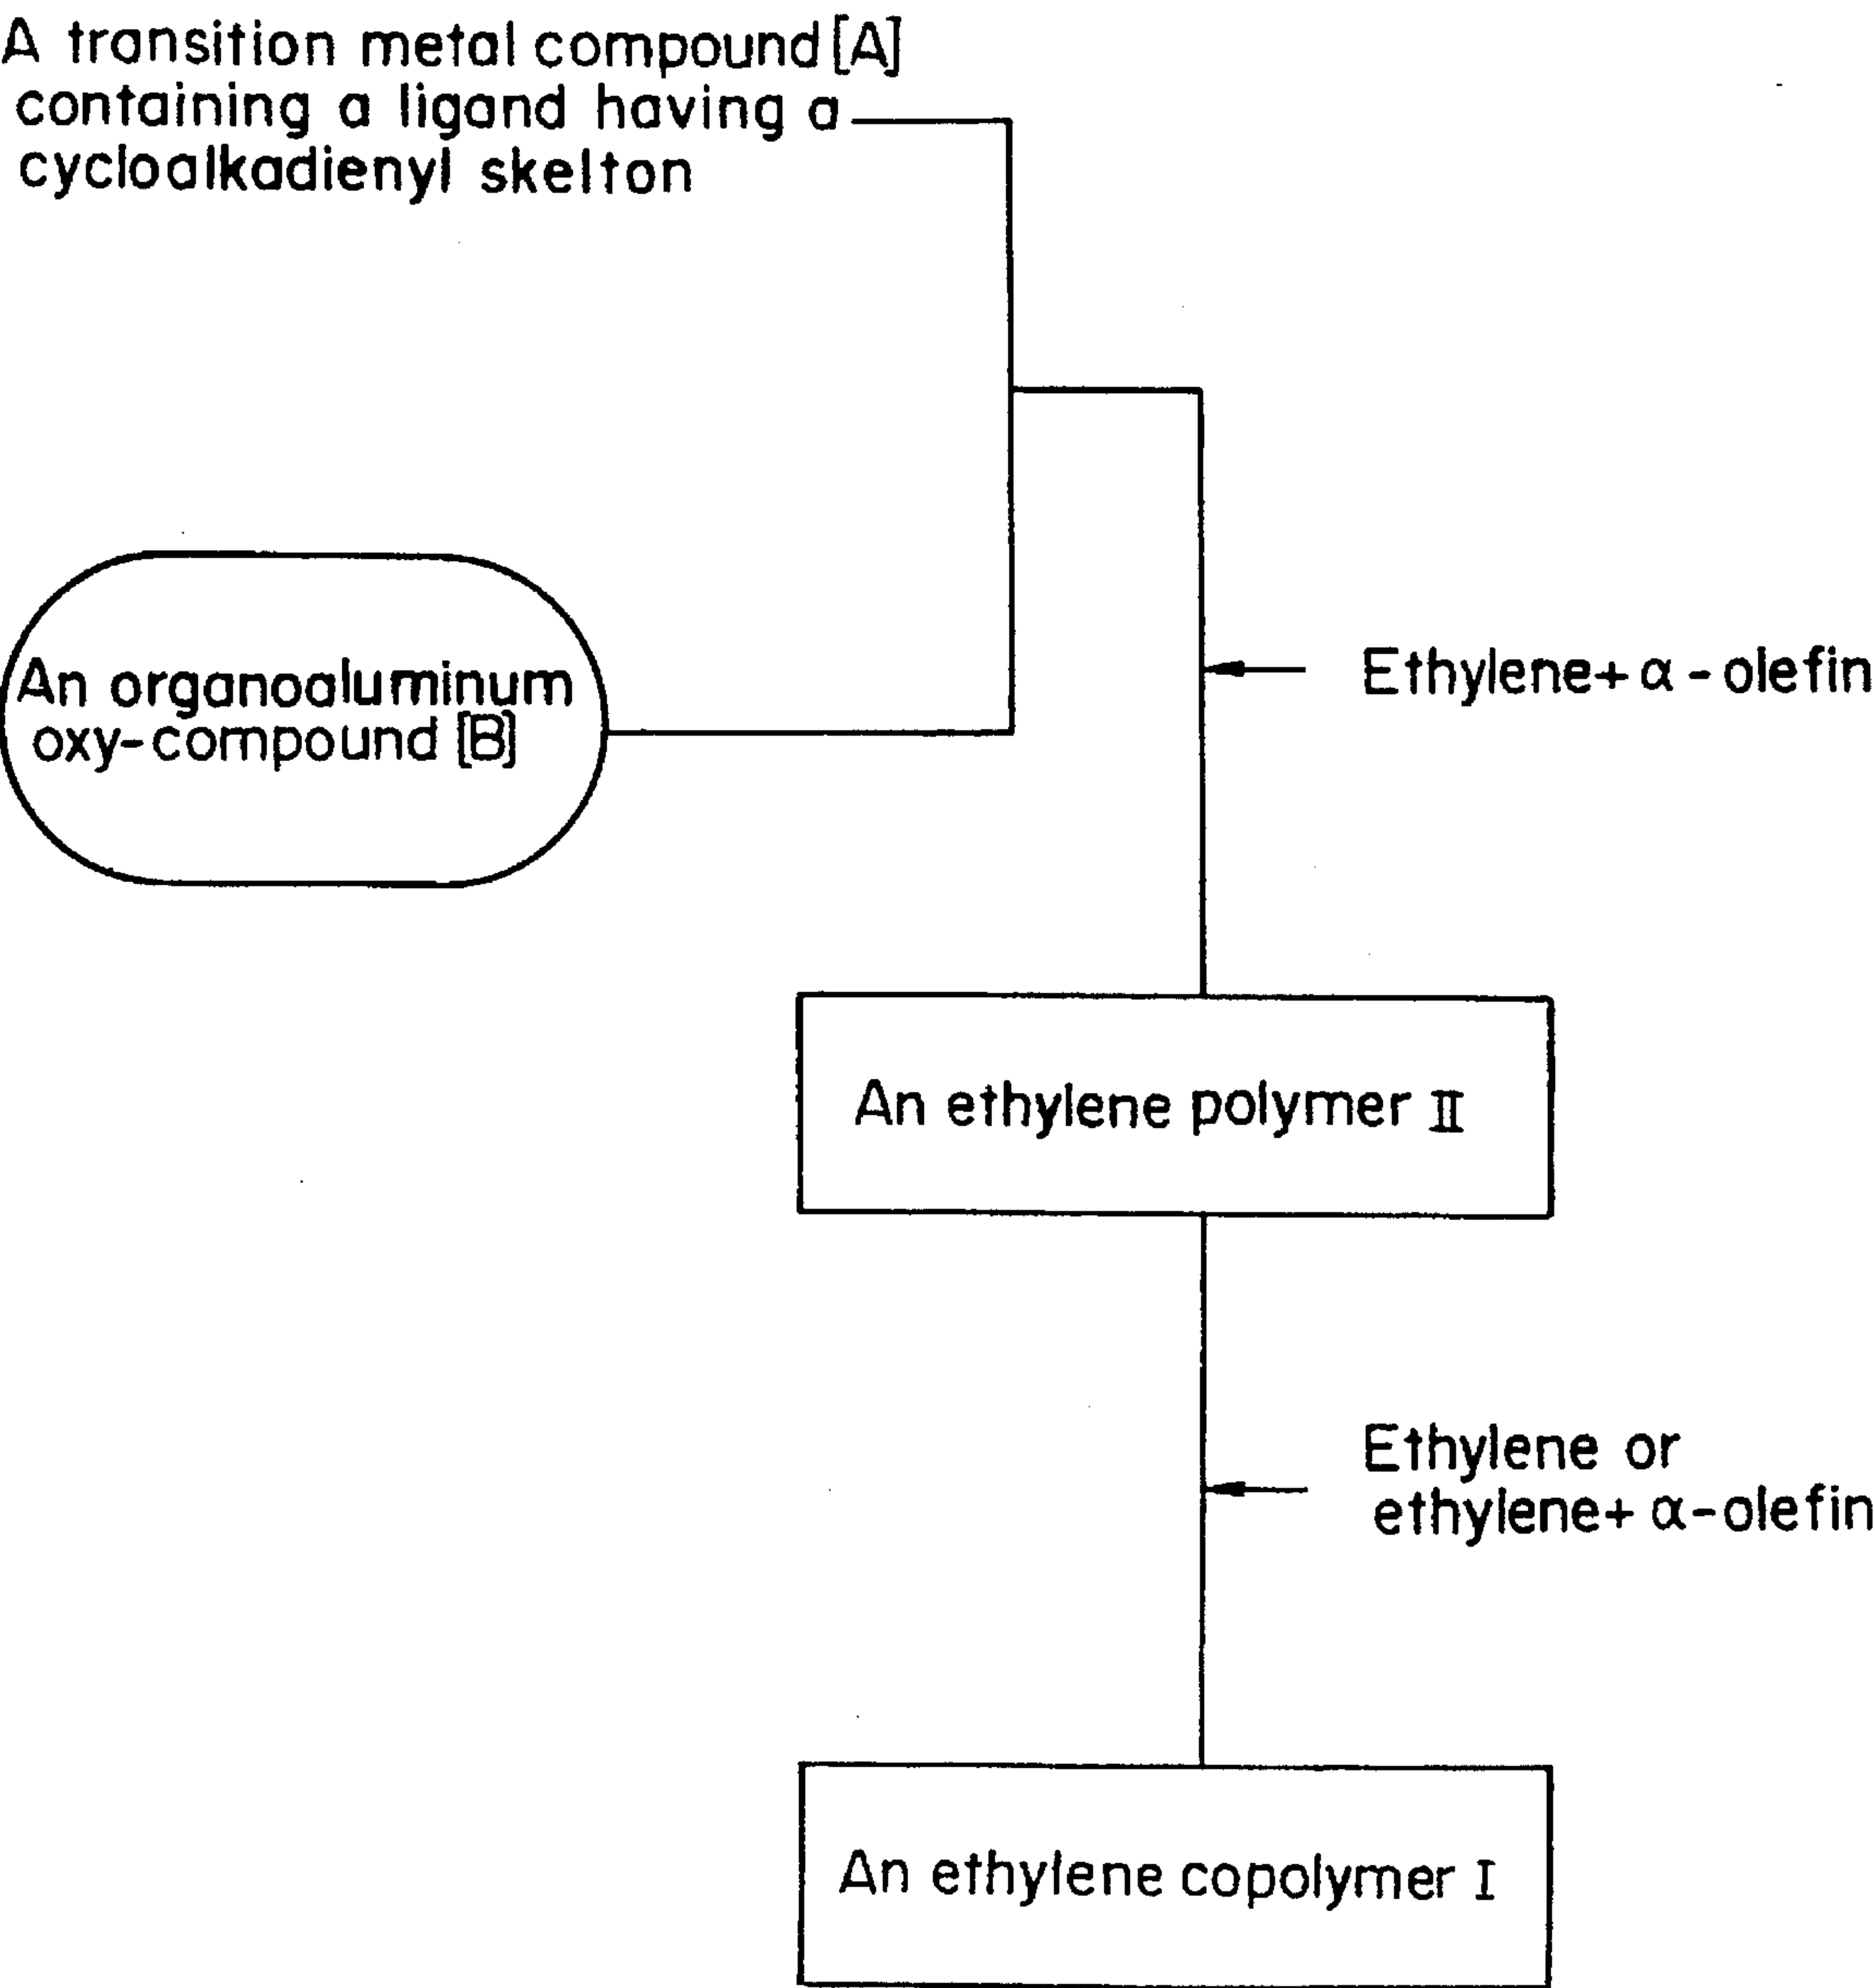 A transition metal compound [A]
containing a ligand having a
cycloalkadienyl skelton
An organoaluminum
oxy-compound [B]
Ethylene+ α - olefin
An ethylene polymer II
Ethylene or
ethylene+ α-olefin
An ethylene copolymer I